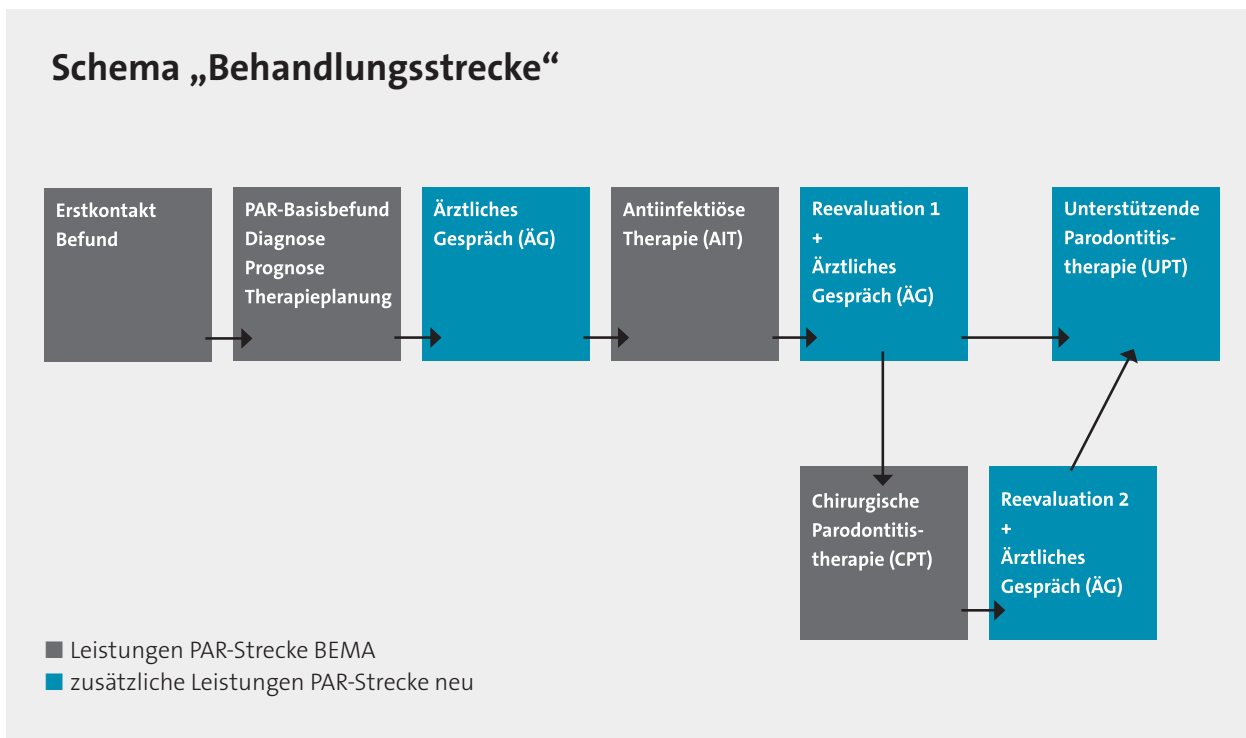 Schema „Behandlungsstrecke“
Erstkontakt
Befund
PAR-Basisbefund
Diagnose
Prognose
Therapieplanung
Ärztliches
Gespräch (ÄG)
Antiinfektiöse
Therapie (AIT)
Reevaluation 1
+
Ärztliches
Gespräch (ÄG)
Unterstützende
Parodontitis-
therapie (UPT)
Chirurgische
Parodontitis-
therapie (CPT)
Reevaluation 2
+
Ärztliches
Gespräch (ÄG)
Leistungen PAR-Strecke BEMA
zusätzliche Leistungen PAR-Strecke neu